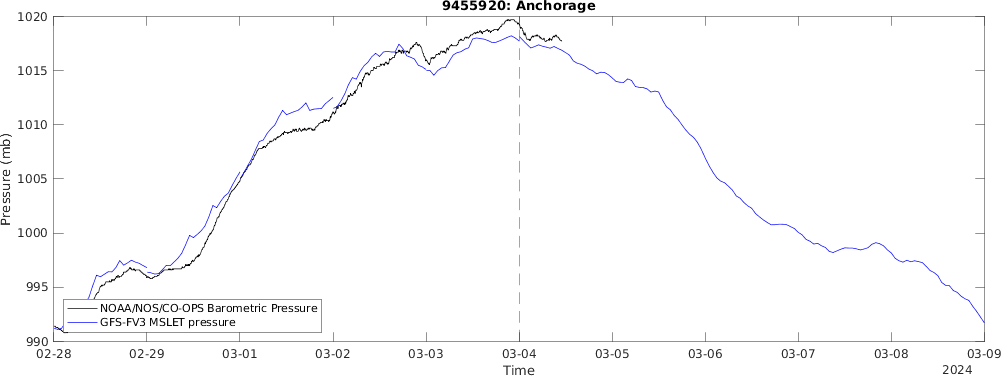 9455920: Anchorage
1020
1015
1010
1005
1000
995
990
Pressure (mb)
NOAA/NOS/CO-OPS Barometric Pressure
GFS-FV3 MSLET pressure
02-28 02-29 03-01 03-02 03-03 03-04 03-05 03-06 03-07 03-08 03-09
Time
2024